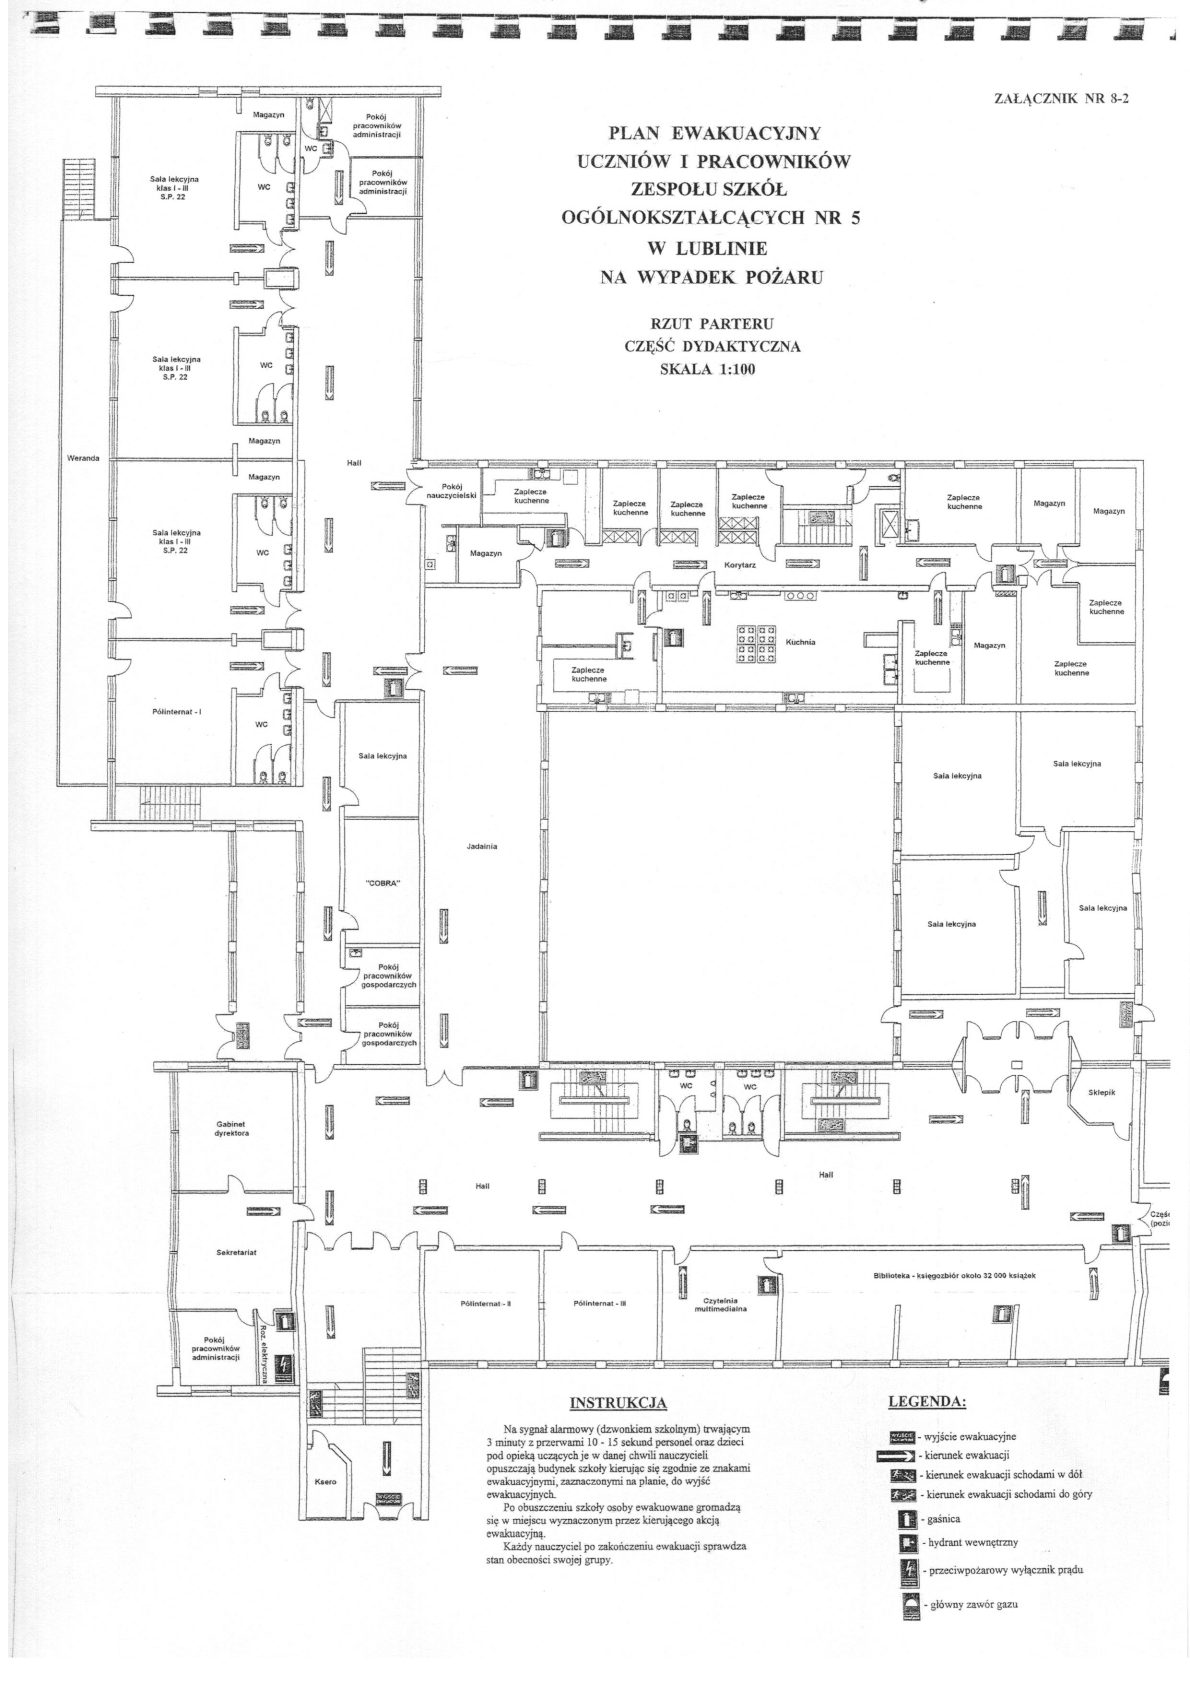 ZAŁĄCZNIK NR 8-2
PLAN EWAKUACYJNY
UCZNIÓW I PRACOWNIKÓW
ZESPOŁU SZKÓŁ
OGÓLNOKSZTAŁCĄCYCH NR 5
W LUBLINIE
NA WYPADEK POŻARU
RZUT PARTERU
CZĘŚĆ DYDAKTYCZNA
SKALA 1:100
Magazyn
Pokój
pracowników
administracji
WC
Sala lekcyjna
klas I - III
S.P. 22
WC
Pokój
pracowników
administracji
Sala lekcyjna
klas I - III
S.P. 22
WC
Magazyn
Weranda
Hall
Magazyn
Sala lekcyjna
klas I - III
S.P. 22
WC
Pokój
nauczycielski
Zaplecze
kuchenne
Zaplecze
kuchenne
Zaplecze
kuchenne
Zaplecze
kuchenne
Zaplecze
kuchenne
Magazyn
Magazyn
Magazyn
Korytarz
Zaplecze
kuchenne
Kuchnia
Zaplecze
kuchenne
Magazyn
Zaplecze
kuchenne
Zaplecze
kuchenne
Półinternat - I
WC
Sala lekcyjna
Sala lekcyjna
Sala lekcyjna
Jadalnia
"COBRA"
Sala lekcyjna
Sala lekcyjna
Pokój
pracowników
gospodarczych
Pokój
pracowników
gospodarczych
WC
WC
Sklepik
Gabinet
dyrektora
Hall
Hall
Częś
(pozi
Sekretariat
Półinternat - II
Półinternat - III
Czytelnia
multimedialna
Biblioteka - księgozbiór około 32 000 książek
Pokój
pracowników
administracji
Roz. elektryczna
Ksero
INSTRUKCJA
Na sygnał alarmowy (dzwonkiem szkolnym) trwającym
3 minuty z przerwami 10 - 15 sekund personel oraz dzieci
pod opieką uczących je w danej chwili nauczycieli
opuszczają budynek szkoły kierując się zgodnie ze znakami
ewakuacyjnymi, zaznaczonymi na planie, do wyjść
ewakuacyjnych.
Po obuszczeniu szkoły osoby ewakuowane gromadzą
się w miejscu wyznaczonym przez kierującego akcją
ewakuacyjną.
Każdy nauczyciel po zakończeniu ewakuacji sprawdza
stan obecności swojej grupy.
LEGENDA:
- wyjście ewakuacyjne
- kierunek ewakuacji
- kierunek ewakuacji schodami w dół
- kierunek ewakuacji schodami do góry
- gaśnica
- hydrant wewnętrzny
- przeciwpożarowy wyłącznik prądu
- główny zawór gazu